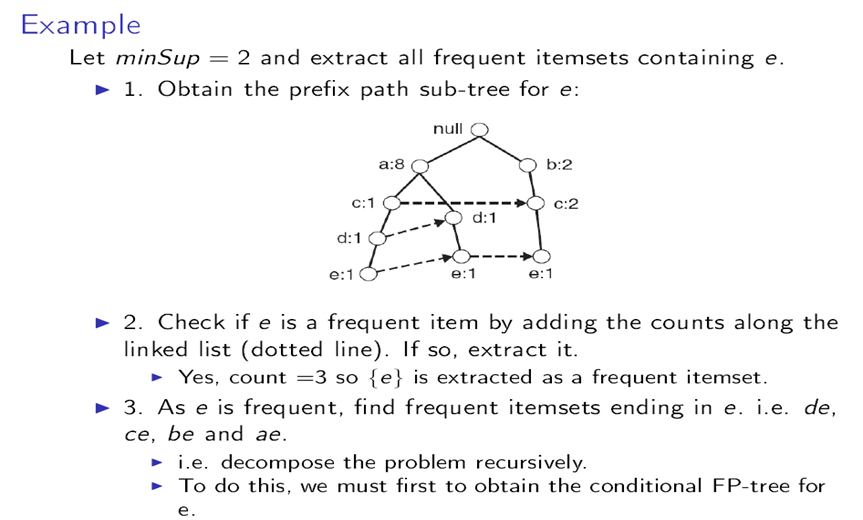 Example
Let minSup = 2 and extract all frequent itemsets containing e.
► 1. Obtain the prefix path sub-tree for e:
null
a:8
b:2
c:1
c:2
d:1
d:1
e:1
e:1
e:1
► 2. Check if e is a frequent item by adding the counts along the
linked list (dotted line). If so, extract it.
► Yes, count =3 so {e} is extracted as a frequent itemset.
► 3. As e is frequent, find frequent itemsets ending in e. i.e. de,
ce, be and ae.
► i.e. decompose the problem recursively.
► To do this, we must first to obtain the conditional FP-tree for
e.